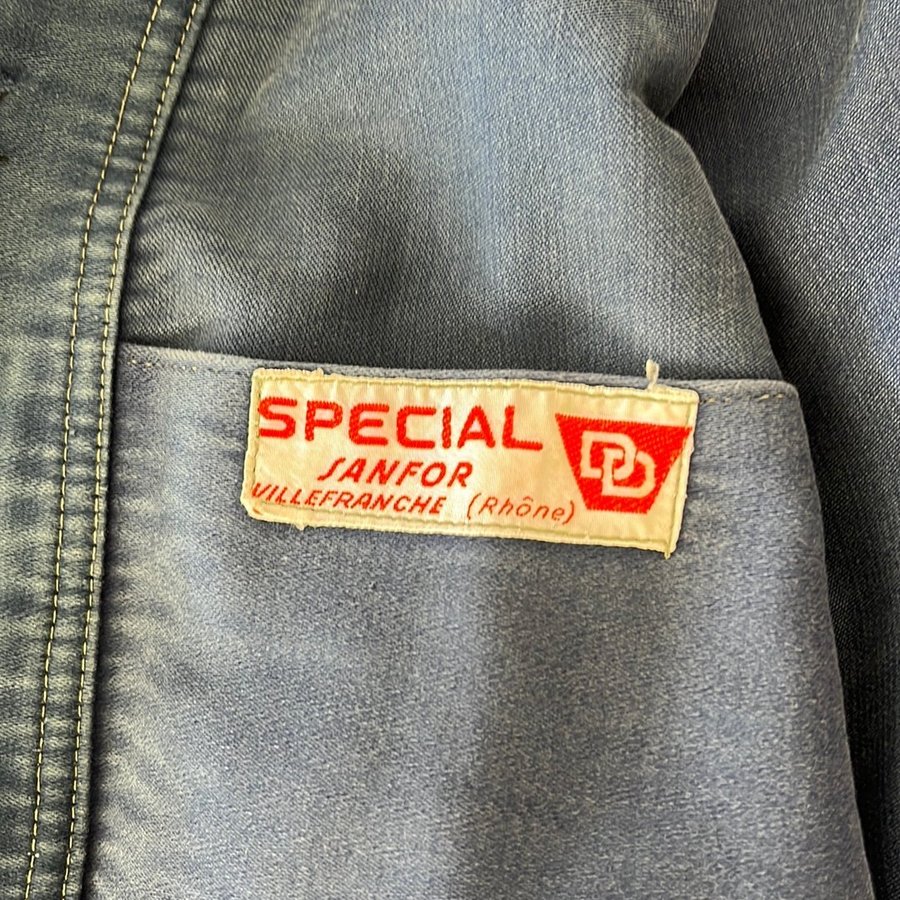 SPECIAL
DD
SANFOR
VILLEFRANCHE (Rhône)